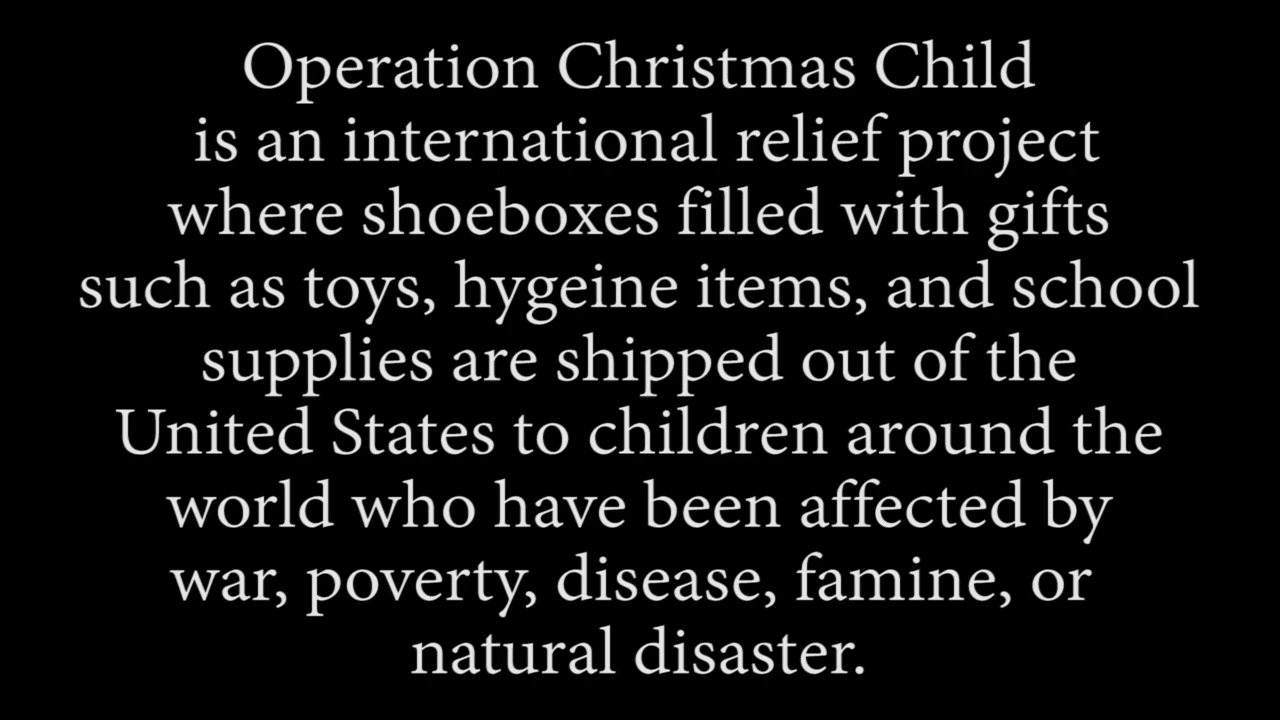 Operation Christmas Child
is an international relief project
where shoeboxes filled with gifts
such as toys, hygeine items, and school
supplies are shipped out of the
United States to children around the
world who have been affected by
war, poverty, disease, famine, or
natural disaster.